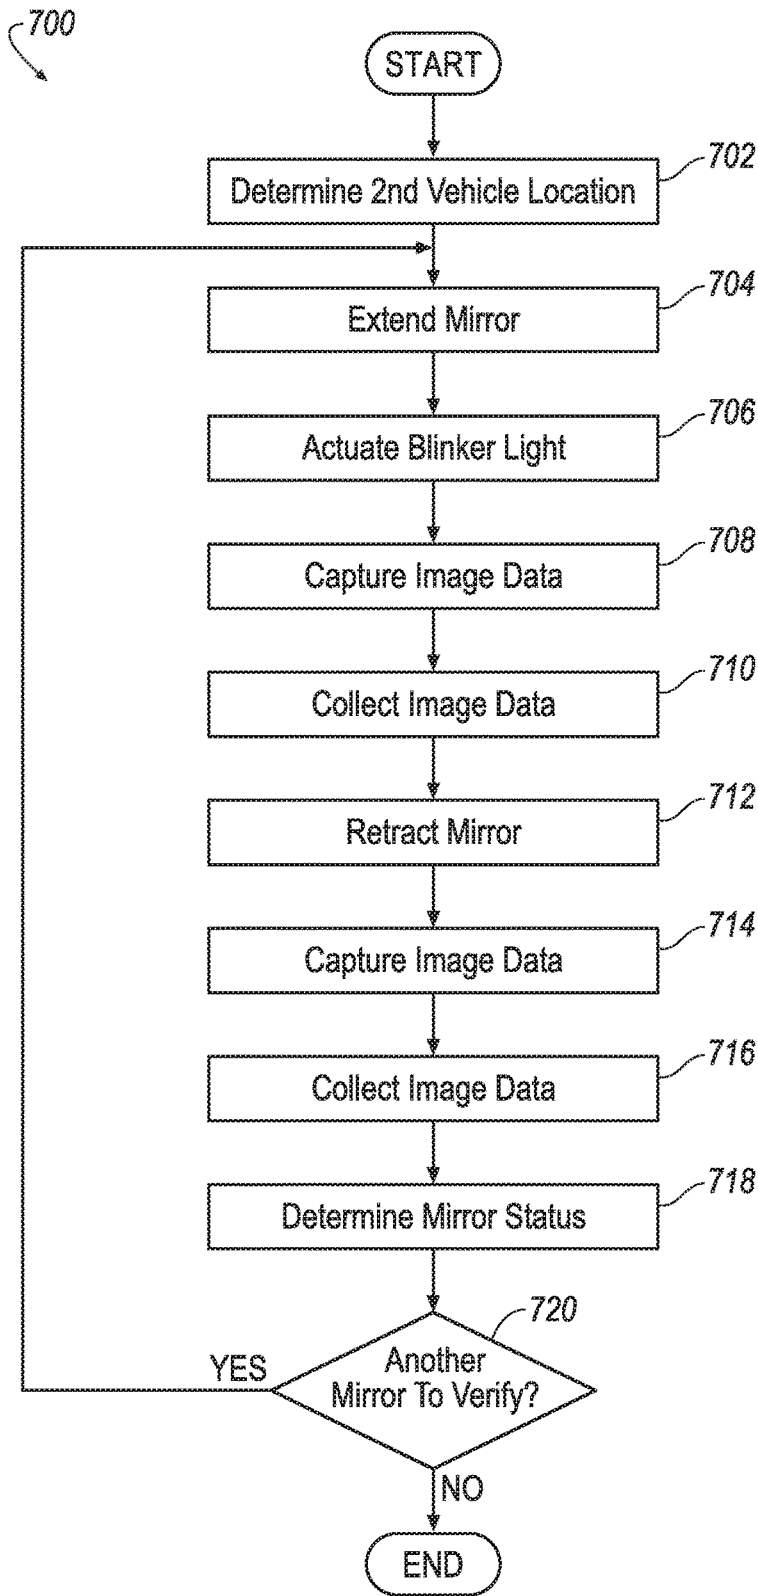 700
START
702
Determine 2nd Vehicle Location
704
Extend Mirror
706
Actuate Blinker Light
708
Capture Image Data
710
Collect Image Data
712
Retract Mirror
714
Capture Image Data
716
Collect Image Data
718
Determine Mirror Status
720
Another
Mirror To Verify?
YES
NO
END